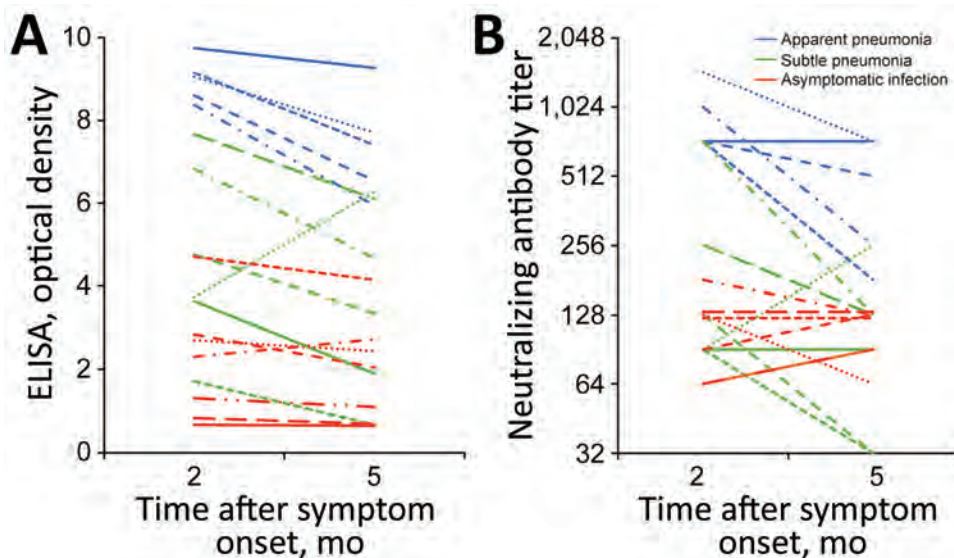 A
ELISA, optical density
10
8
6
4
2
0
2
5
Time after symptom
onset, mo
B
Neutralizing antibody titer
2,048
1,024
512
256
128
64
32
Apparent pneumonia
Subtle pneumonia
Asymptomatic infection
2
5
Time after symptom
onset, mo